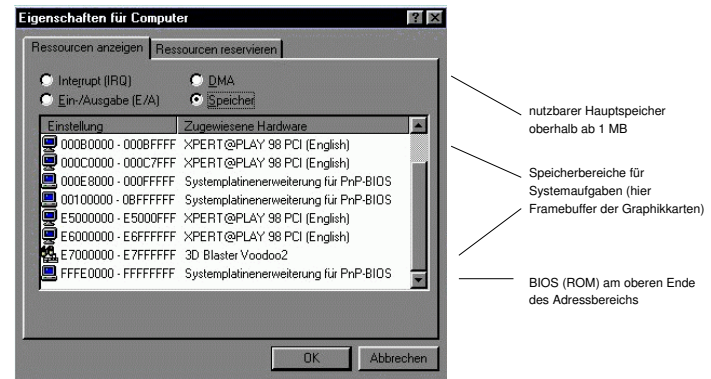 Eigenschaften für Computer
Ressourcen anzeigen
Ressourcen reservieren
Interrupt (IRQ)
DMA
Ein-/Ausgabe (E/A)
Speicher
Einstellung
Zugewiesene Hardware
000B0000 - 000BFFFF XPERT@PLAY 98 PCI (English)
000C0000 - 000C7FFF XPERT@PLAY 98 PCI (English)
000E8000 - 000FFFFF Systemplatinenerweiterung für PnP-BIOS
00100000 - 0BFFFFFF Systemplatinenerweiterung für PnP-BIOS
E5000000 - E5000FFF XPERT@PLAY 98 PCI (English)
E6000000 - E6FFFFFF XPERT@PLAY 98 PCI (English)
E7000000 - E7FFFFFF 3D Blaster Voodoo2
FFFE0000 - FFFFFFFF Systemplatinenerweiterung für PnP-BIOS
OK
Abbrechen
nutzbarer Hauptspeicher
oberhalb ab 1 MB
Speicherbereiche für
Systemaufgaben (hier
Framebuffer der Graphikkarten)
BIOS (ROM) am oberen Ende
des Adressbereichs